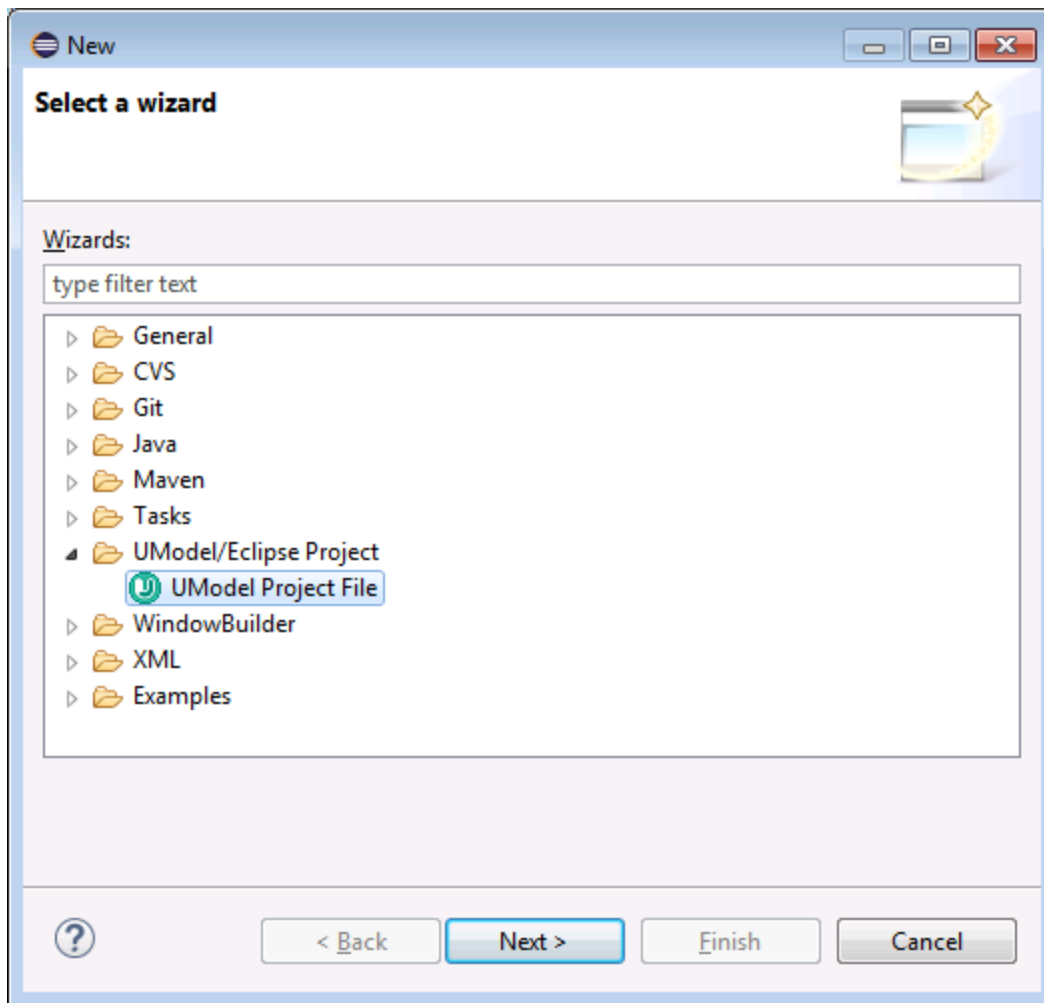 New
Select a wizard
Wizards:
type filter text
General
CVS
Git
Java
Maven
Tasks
UModel/Eclipse Project
UModel Project File
WindowBuilder
XML
Examples
? < Back Next > Finish Cancel